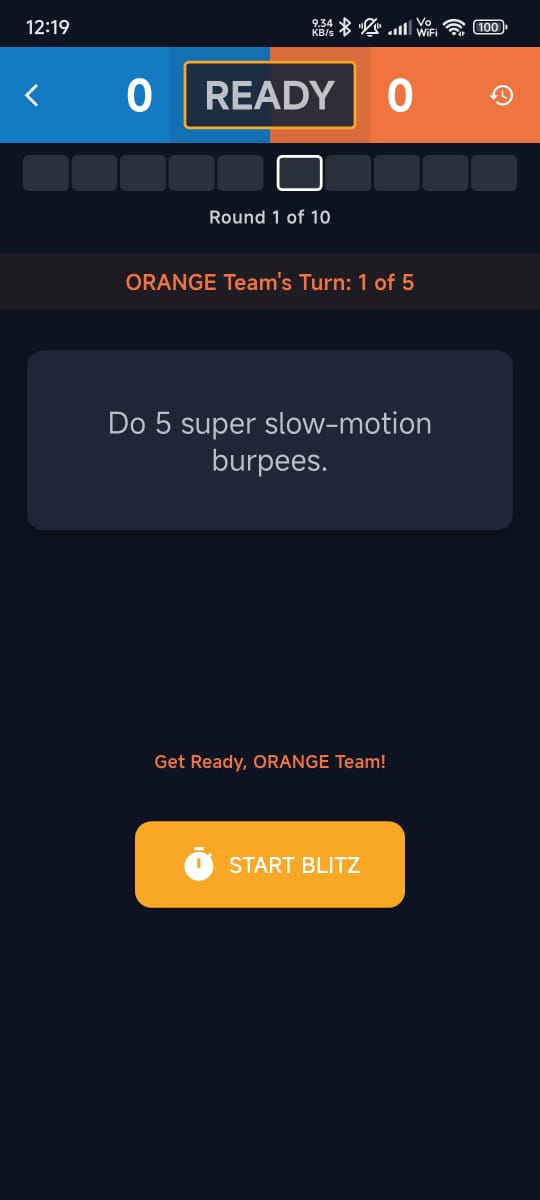 12:19
9.34 KB/s
Vo WiFi
100
0 READY 0
Round 1 of 10
ORANGE Team's Turn: 1 of 5
Do 5 super slow-motion
burpees.
Get Ready, ORANGE Team!
START BLITZ